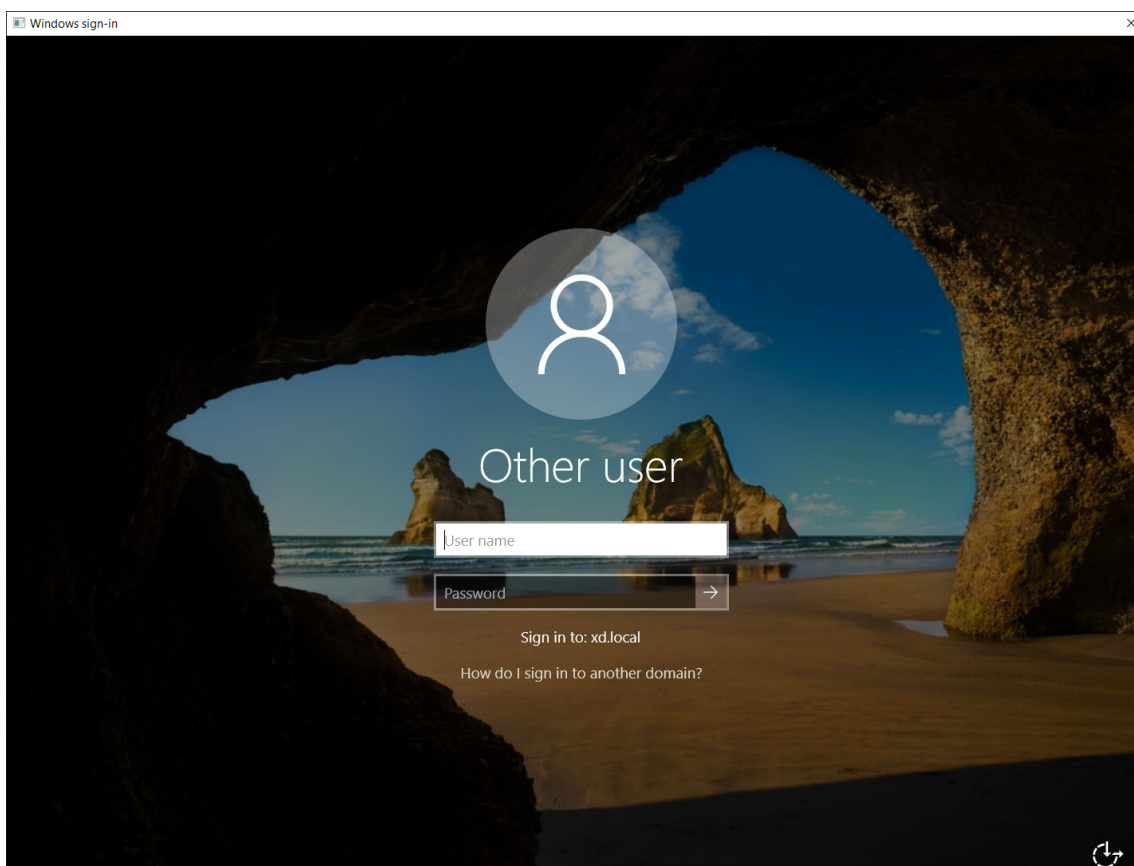 Windows sign-in
Other user
User name
Password
Sign in to: xd.local
How do I sign in to another domain?